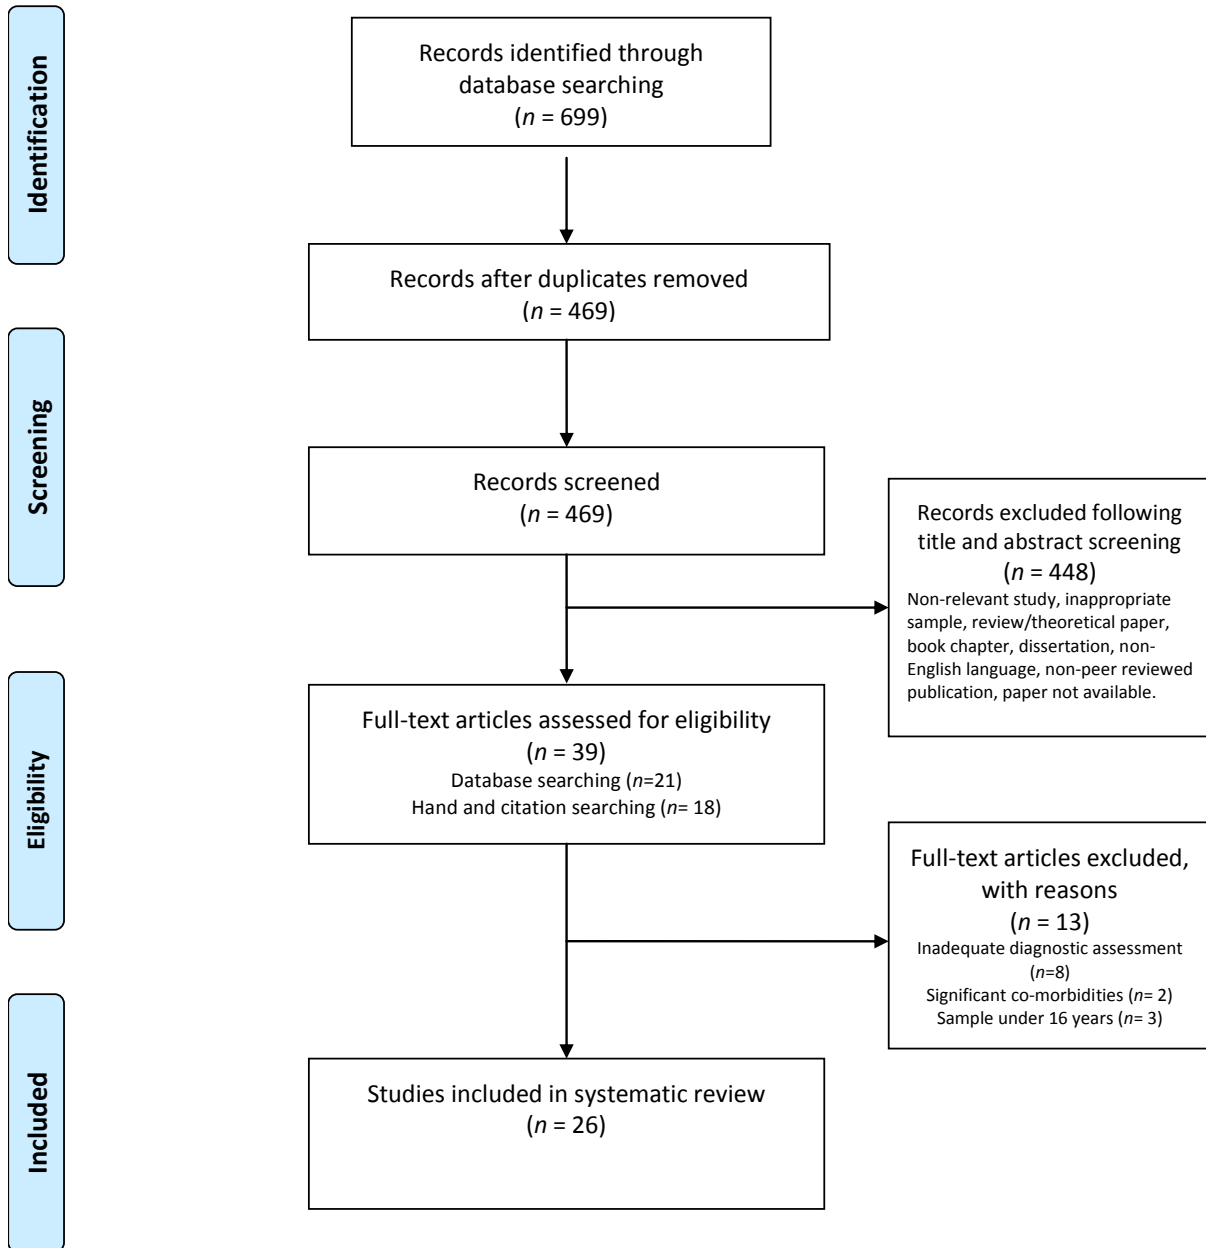 Identification
Records identified through
database searching
(n = 699)
Records after duplicates removed
(n = 469)
Screening
Records screened
(n = 469)
Records excluded following
title and abstract screening
(n = 448)
Non-relevant study, inappropriate
sample, review/theoretical paper,
book chapter, dissertation, non-
English language, non-peer reviewed
publication, paper not available.
Eligibility
Full-text articles assessed for eligibility
(n = 39)
Database searching (n=21)
Hand and citation searching (n= 18)
Full-text articles excluded,
with reasons
(n = 13)
Inadequate diagnostic assessment
(n=8)
Significant co-morbidities (n= 2)
Sample under 16 years (n= 3)
Included
Studies included in systematic review
(n = 26)